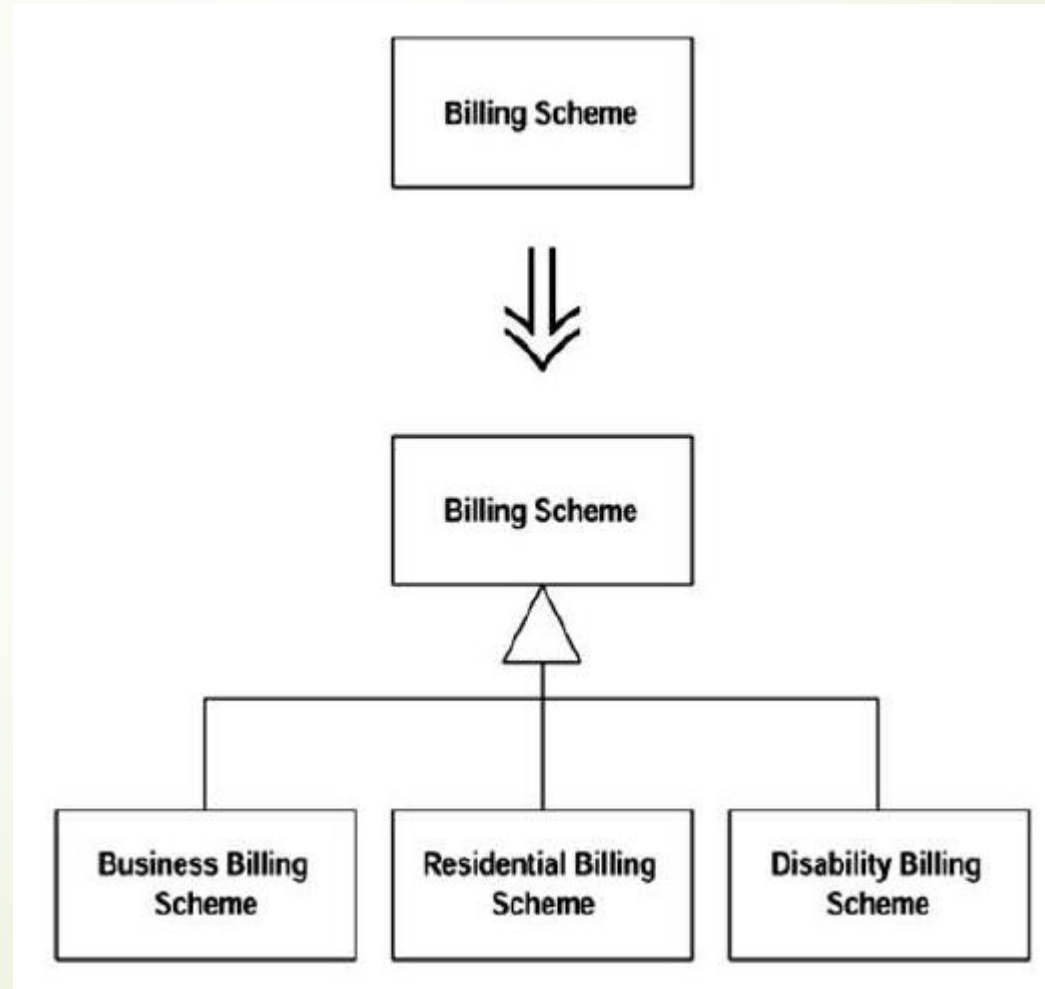 Billing Scheme
Billing Scheme
Business Billing
Scheme
Residential Billing
Scheme
Disability Billing
Scheme